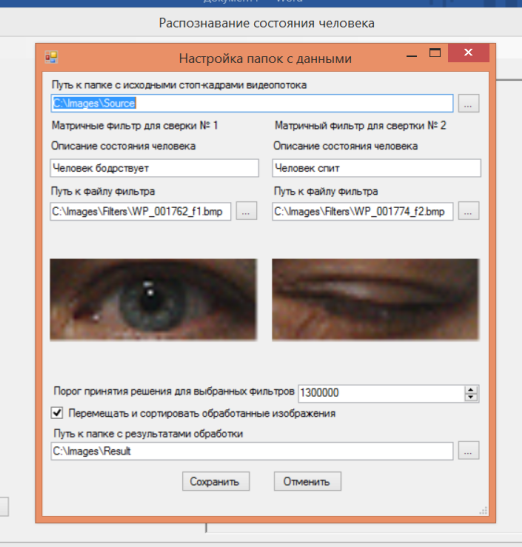 Документ1 - Word
Распознавание состояния человека
Настройка папок с данными
Путь к папке с исходными стоп-кадрами видеопотока
C:\Images\Source
...
Матричные фильтр для сверки № 1
Матричный фильтр для свертки № 2
Описание состояния человека
Описание состояния человека
Человек бодрствует
Человек спит
Путь к файлу фильтра
Путь к файлу фильтра
C:\Images\Filters\WP_001762_f1.bmp
...
C:\Images\Filters\WP_001774_f2.bmp
...
Порог принятия решения для выбранных фильтров
1300000
Перемещать и сортировать обработанные изображения
Путь к папке с результатами обработки
C:\Images\Result
...
Сохранить
Отменить